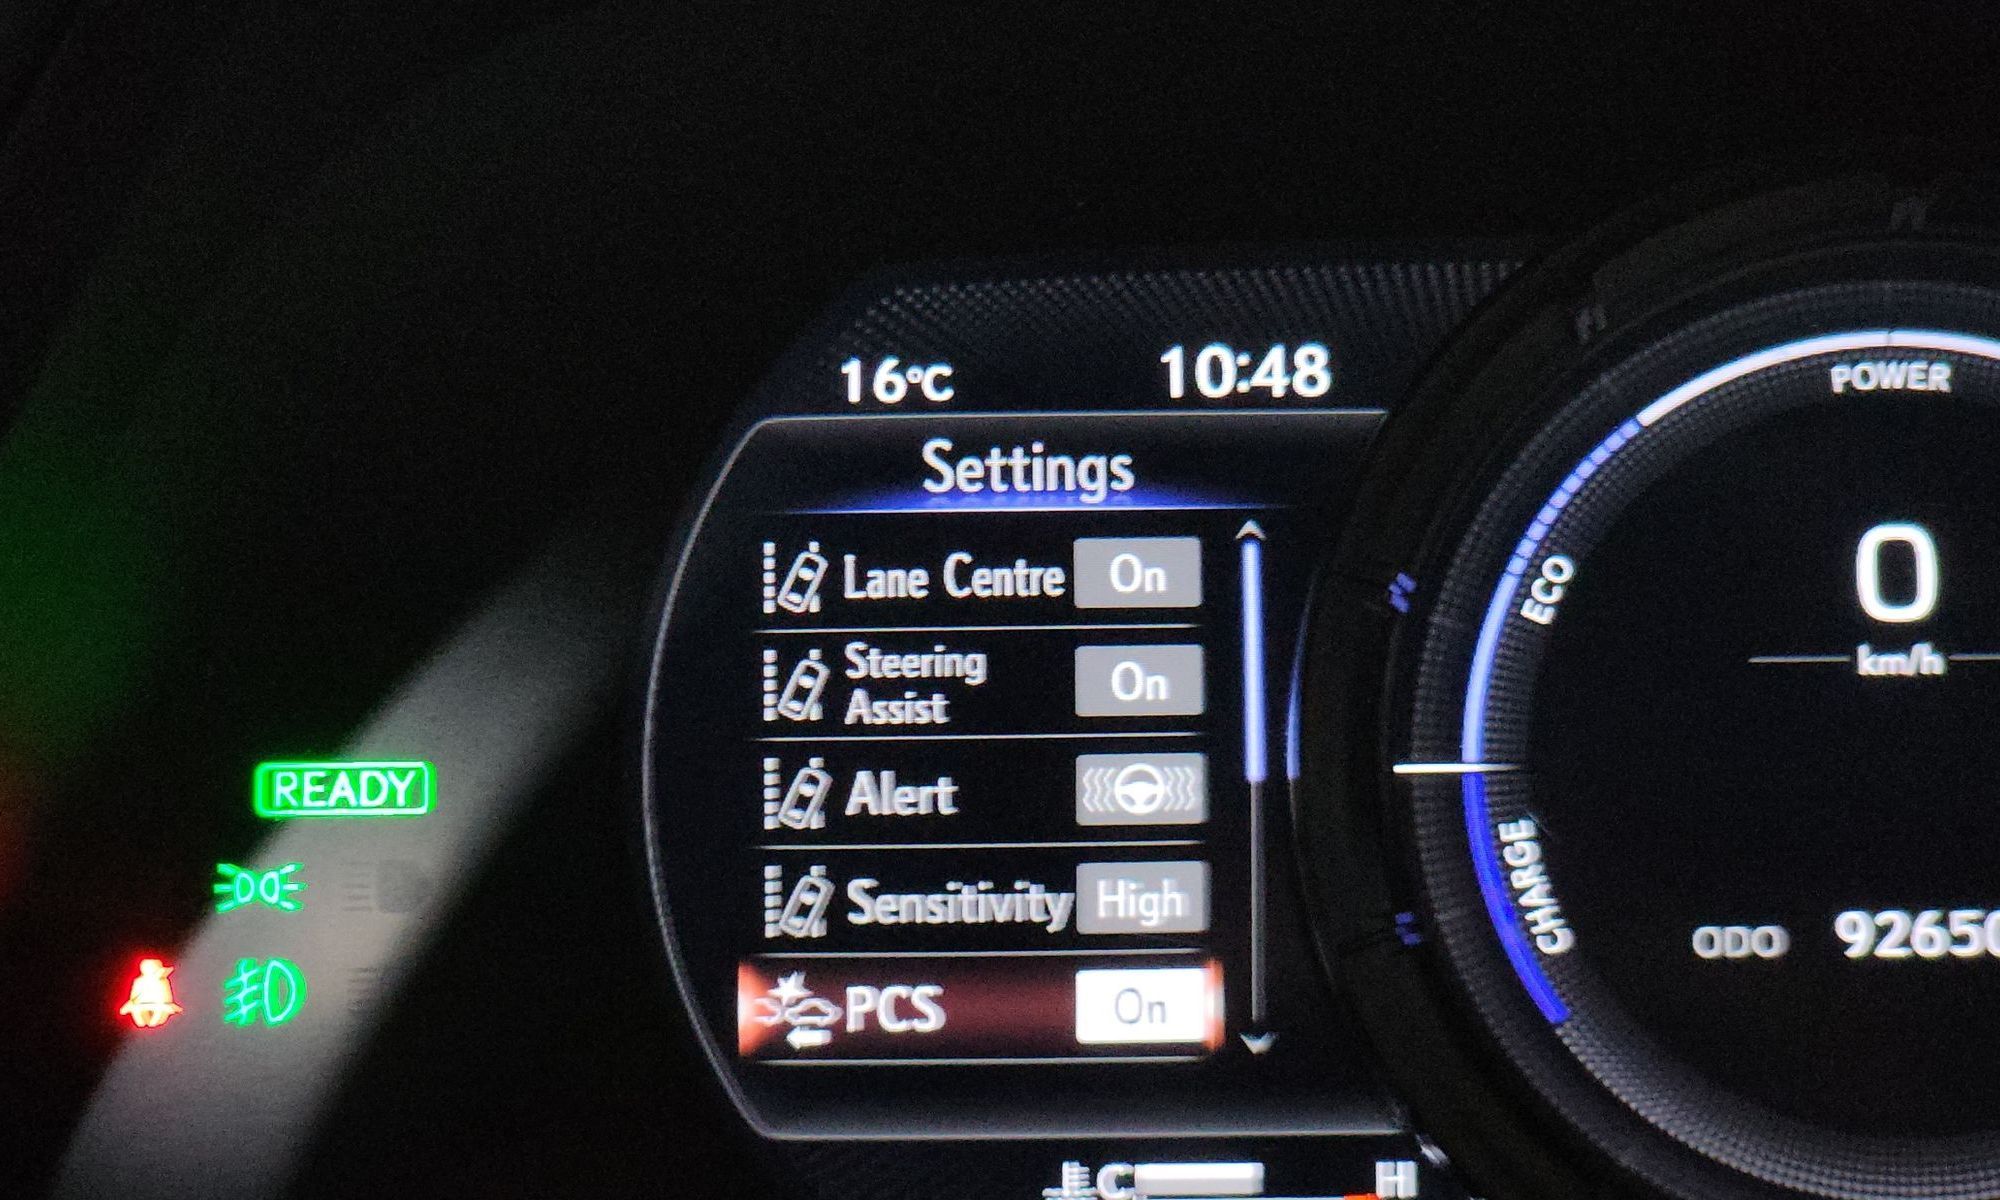 16°C 10:48
Settings
Lane Centre On
Steering
Assist On
Alert
Sensitivity High
PCS On
READY
POWER
ECO
CHARGE
0
km/h
ODO 92650
C H